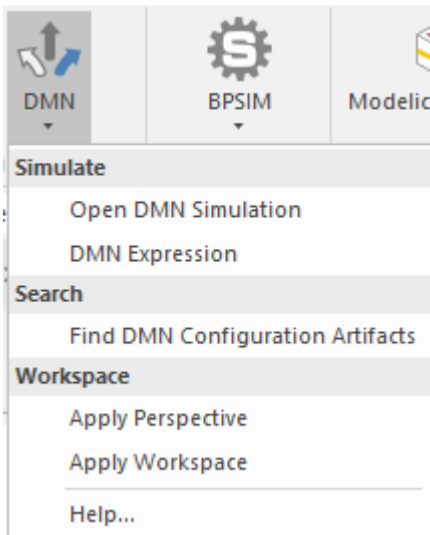 DMN
BPSIM
Modelic
Simulate
Open DMN Simulation
DMN Expression
Search
Find DMN Configuration Artifacts
Workspace
Apply Perspective
Apply Workspace
Help...